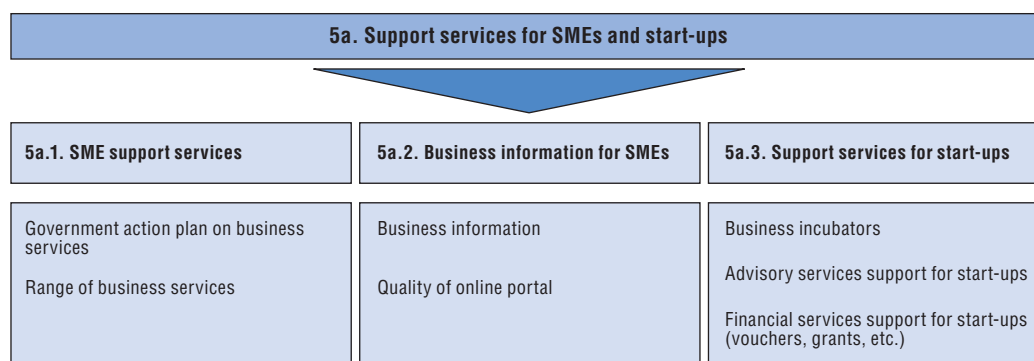 5a. Support services for SMEs and start-ups
5a.1. SME support services
5a.2. Business information for SMEs
5a.3. Support services for start-ups
Government action plan on business
services
Range of business services
Business information
Quality of online portal
Business incubators
Advisory services support for start-ups
Financial services support for start-ups
(vouchers, grants, etc.)